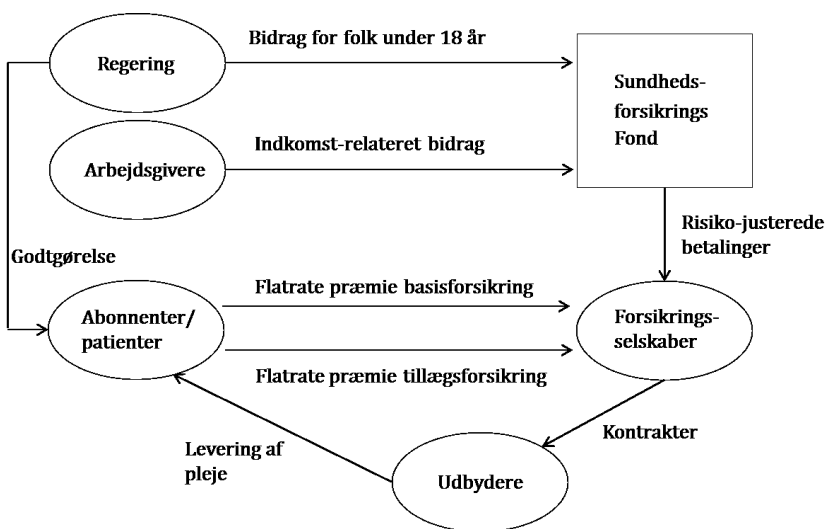 Bidrag for folk under 18 år
Regering
Sundheds-
forsikrings
Fond
Indkomst-relateret bidrag
Arbejdsgivere
Risiko-justerede
betalinger
Godtgørelse
Flatrate præmie basisforsikring
Abonnenter/
patienter
Forsikrings-
selskaber
Flatrate præmie tillægsforsikring
Kontrakter
Levering af
pleje
Udbydere